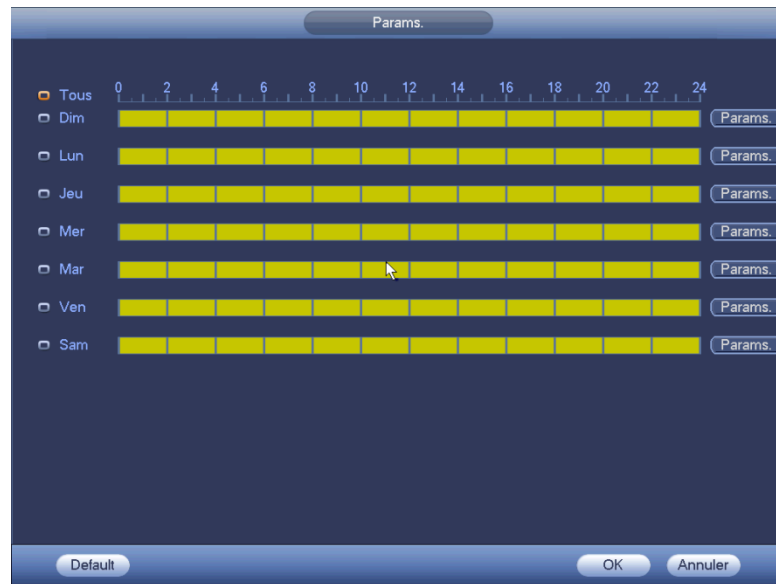 Params.
Tous 0 2 4 6 8 10 12 14 16 18 20 22 24
Dim Params.
Lun Params.
Jeu Params.
Mer Params.
Mar Params.
Ven Params.
Sam Params.
Default OK Annuler